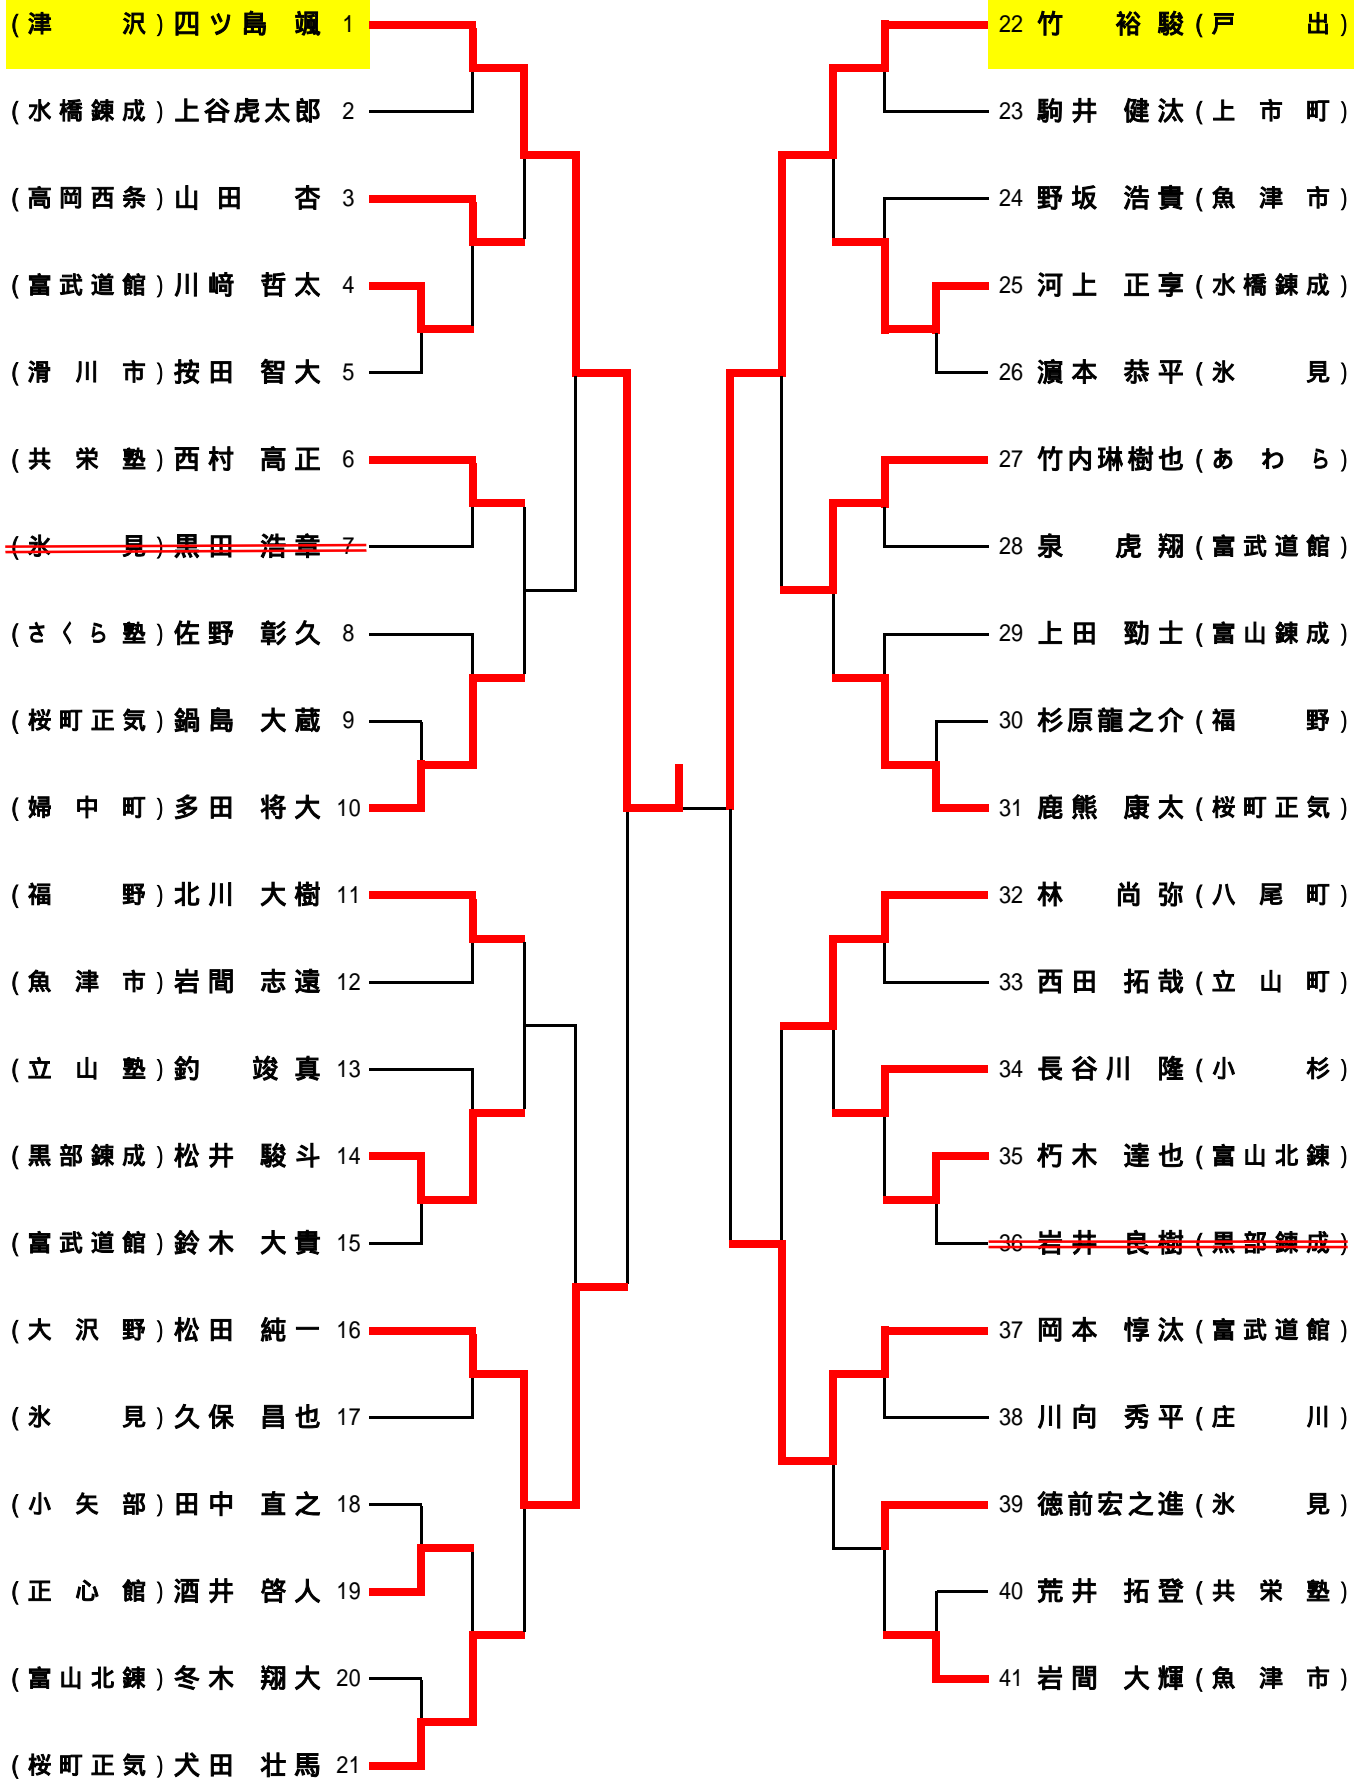 (津沢)四ツ島 颯 1
(水橋錬成)上谷虎太郎 2
(高岡西条)山田 杏 3
(富武道館)川﨑 哲太 4
(滑川市)按田 智大 5
(共栄塾)西村 高正 6
(氷見)黒田 浩章 7
(さくら塾)佐野 彰久 8
(桜町正気)鍋島 大蔵 9
(婦中町)多田 将大 10
(福野)北川 大樹 11
(魚津市)岩間 志遠 12
(立山塾)釣 竣真 13
(黒部錬成)松井 駿斗 14
(富武道館)鈴木 大貴 15
(大沢野)松田 純一 16
(氷見)久保 昌也 17
(小矢部)田中 直之 18
(正心館)酒井 啓人 19
(富山北錬)冬木 翔大 20
(桜町正気)犬田 壮馬 21
22 竹 裕駿(戸出)
23 駒井 健汰(上市町)
24 野坂 浩貴(魚津市)
25 河上 正享(水橋錬成)
26 濵本 恭平(氷見)
27 竹内琳樹也(あわら)
28 泉 虎翔(富武道館)
29 上田 勁士(富山錬成)
30 杉原龍之介(福野)
31 鹿熊 康太(桜町正気)
32 林 尚弥(八尾町)
33 西田 拓哉(立山町)
34 長谷川 隆(小杉)
35 朽木 達也(富山北錬)
36 岩井 良樹(黒部錬成)
37 岡本 惇汰(富武道館)
38 川向 秀平(庄川)
39 徳前宏之進(氷見)
40 荒井 拓登(共栄塾)
41 岩間 大輝(魚津市)